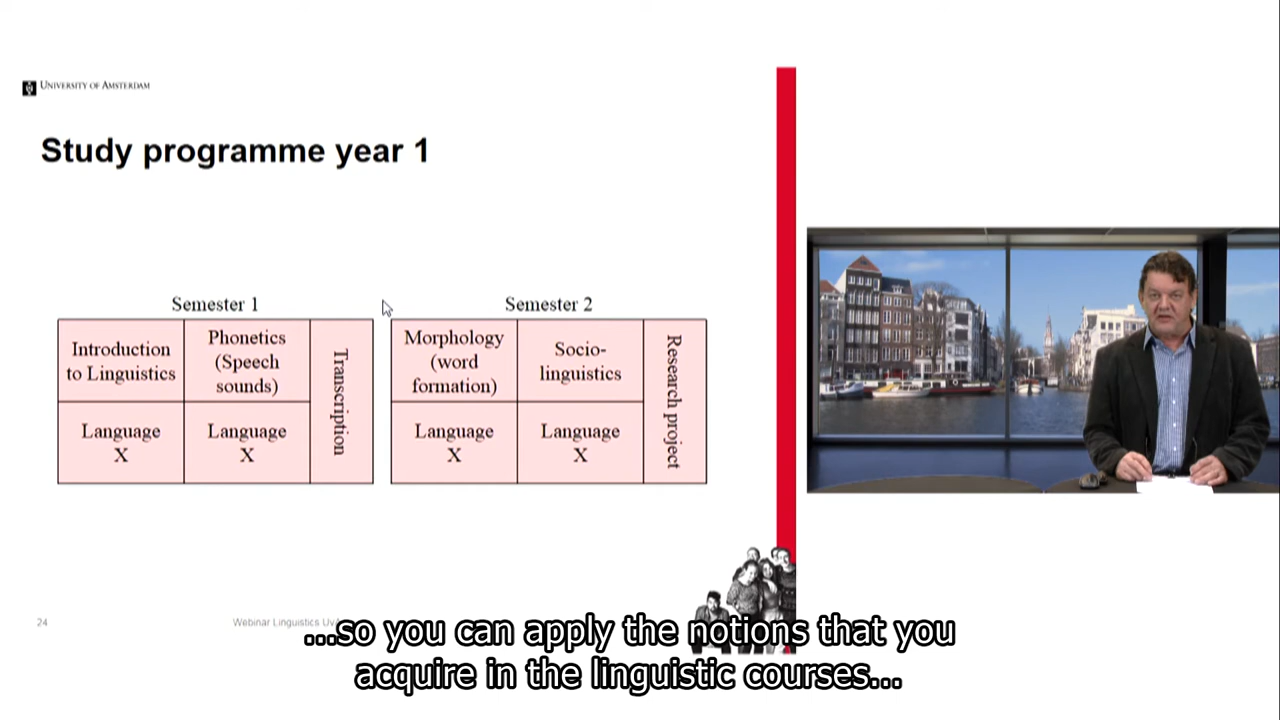 UNIVERSITY OF AMSTERDAM
Study programme year 1
Semester 1
Introduction
to Linguistics
Phonetics
(Speech
sounds)
Transcription
Language
X
Language
X
Semester 2
Morphology
(word
formation)
Socio-
linguistics
Research project
Language
X
Language
X
24
Webinar Linguistics
...so you can apply the notions that you
acquire in the linguistic courses...